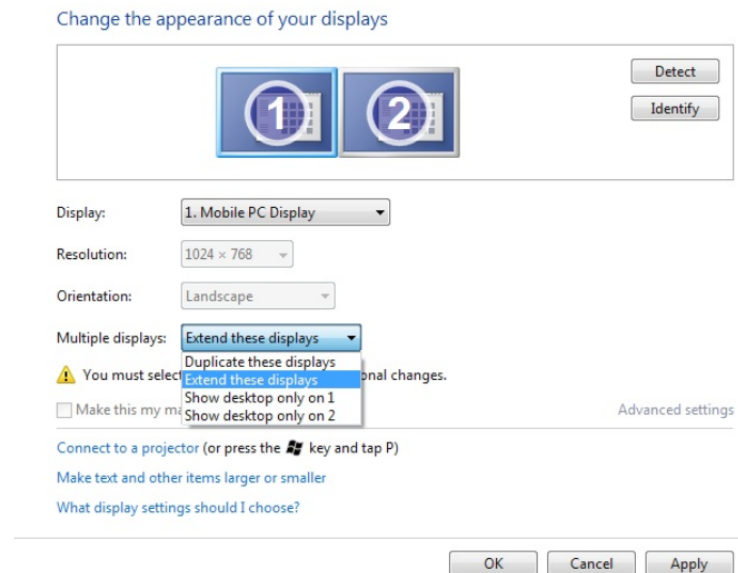 Change the appearance of your displays
1
2
Detect
Identify
Display: 1. Mobile PC Display
Resolution: 1024 × 768
Orientation: Landscape
Multiple displays: Extend these displays
Duplicate these displays
You must selec Extend these displays onal changes.
Show desktop only on 1
Make this my ma Show desktop only on 2 Advanced settings
Connect to a projector (or press the key and tap P)
Make text and other items larger or smaller
What display settings should I choose?
OK Cancel Apply